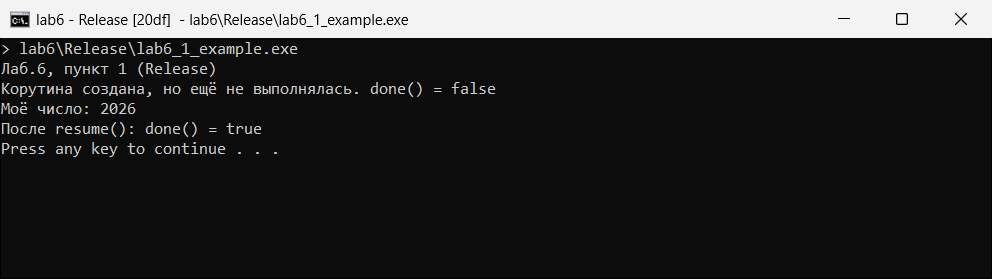 lab6 - Release [20df]  - lab6\Release\lab6_1_example.exe
> lab6\Release\lab6_1_example.exe
Лаб.6, пункт 1 (Release)
Корутина создана, но ещё не выполнялась. done() = false
Моё число: 2026
После resume(): done() = true
Press any key to continue . . .